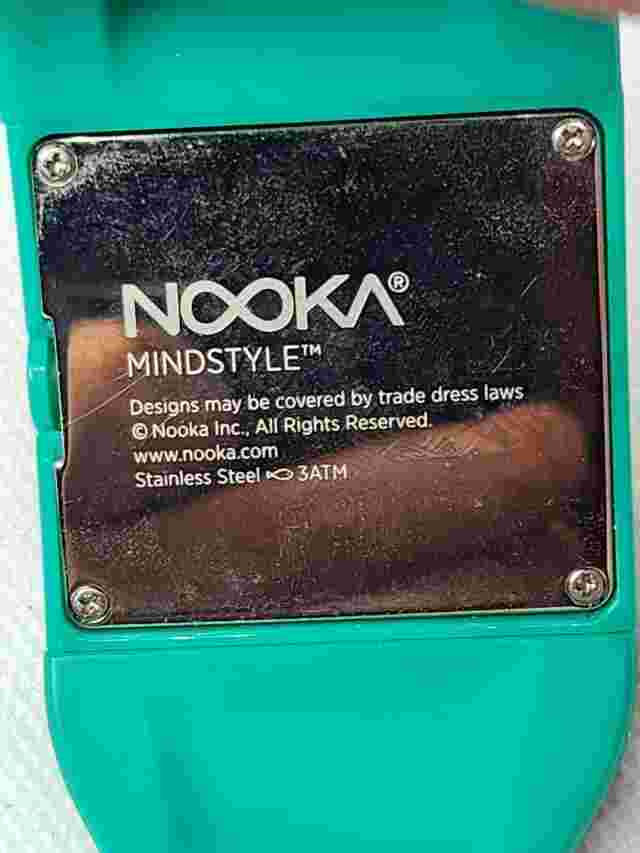 NOOKA®
MINDSTYLE™
Designs may be covered by trade dress laws
© Nooka Inc., All Rights Reserved.
www.nooka.com
Stainless Steel 3ATM